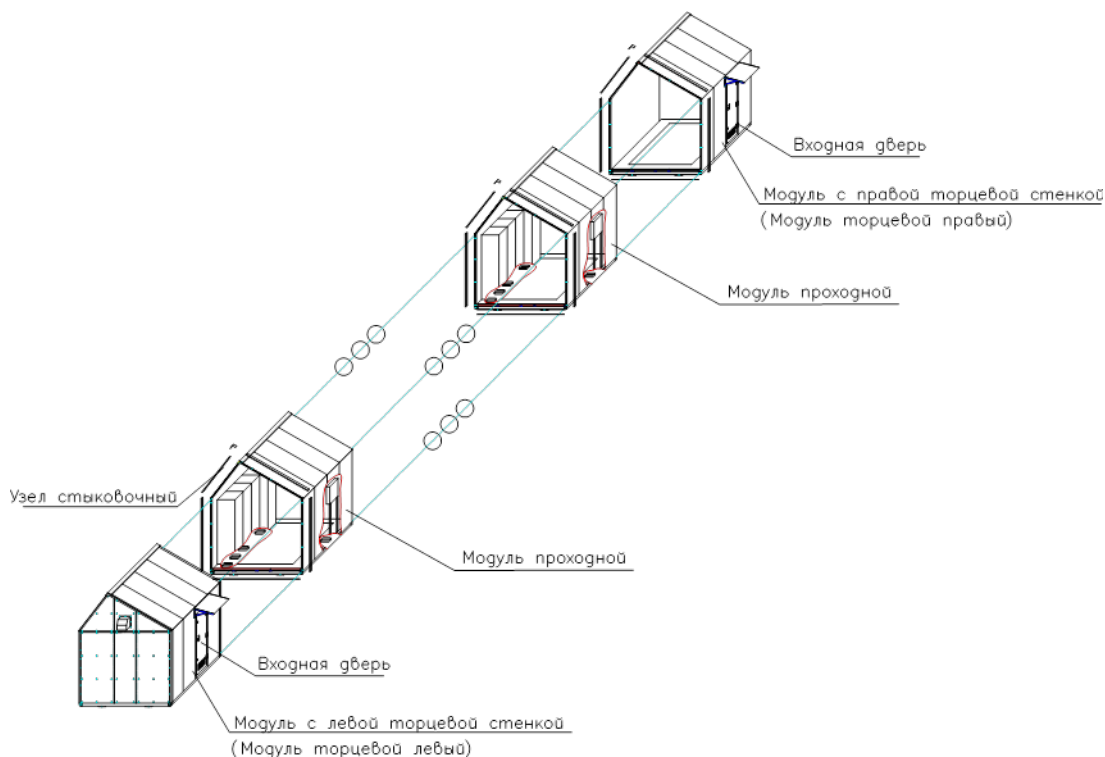 Входная дверь
Модуль с правой торцевой стенкой
(Модуль торцевой правый)
Модуль проходной
Узел стыковочный
Модуль проходной
Входная дверь
Модуль с левой торцевой стенкой
(Модуль торцевой левый)